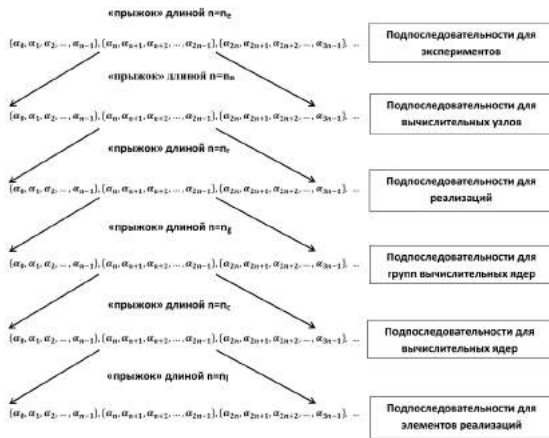 «прыжок» длиной n=nₑ
{α₀, α₁, α₂, …, αₙ₋₁}, {αₙ, αₙ₊₁, αₙ₊₂, … , α₂ₙ₋₁}, {α₂ₙ, α₂ₙ₊₁, α₂ₙ₊₂, … , α₃ₙ₋₁}, …
Подпоследовательности для
экспериментов
«прыжок» длиной n=nₙ
{α₀, α₁, α₂, …, αₙ₋₁}, {αₙ, αₙ₊₁, αₙ₊₂, … , α₂ₙ₋₁}, {α₂ₙ, α₂ₙ₊₁, α₂ₙ₊₂, … , α₃ₙ₋₁}, …
Подпоследовательности для
вычислительных узлов
«прыжок» длиной n=nᵣ
{α₀, α₁, α₂, …, αₙ₋₁}, {αₙ, αₙ₊₁, αₙ₊₂, … , α₂ₙ₋₁}, {α₂ₙ, α₂ₙ₊₁, α₂ₙ₊₂, … , α₃ₙ₋₁}, …
Подпоследовательности для
реализаций
«прыжок» длиной n=n_g
{α₀, α₁, α₂, …, αₙ₋₁}, {αₙ, αₙ₊₁, αₙ₊₂, … , α₂ₙ₋₁}, {α₂ₙ, α₂ₙ₊₁, α₂ₙ₊₂, … , α₃ₙ₋₁}, …
Подпоследовательности для
групп вычислительных ядер
«прыжок» длиной n=n_c
{α₀, α₁, α₂, …, αₙ₋₁}, {αₙ, αₙ₊₁, αₙ₊₂, … , α₂ₙ₋₁}, {α₂ₙ, α₂ₙ₊₁, α₂ₙ₊₂, … , α₃ₙ₋₁}, …
Подпоследовательности для
вычислительных ядер
«прыжок» длиной n=n_l
{α₀, α₁, α₂, …, αₙ₋₁}, {αₙ, αₙ₊₁, αₙ₊₂, … , α₂ₙ₋₁}, {α₂ₙ, α₂ₙ₊₁, α₂ₙ₊₂, … , α₃ₙ₋₁}, …
Подпоследовательности для
элементов реализаций